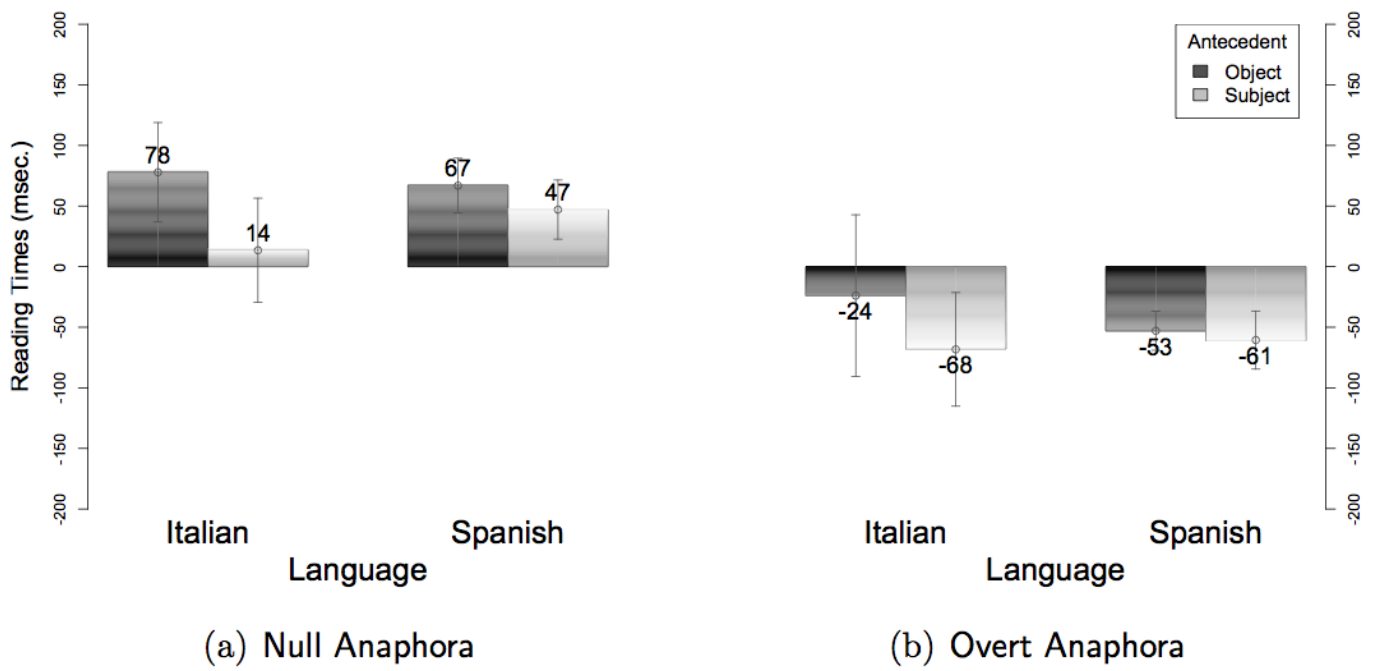 200
150
100
50
0
-50
-100
-150
-200
Reading Times (msec.)
78
14
67
47
Italian
Spanish
Language
(a) Null Anaphora
Antecedent
Object
Subject
-24
-68
-53
-61
200
150
100
50
0
-50
-100
-150
-200
Italian
Spanish
Language
(b) Overt Anaphora